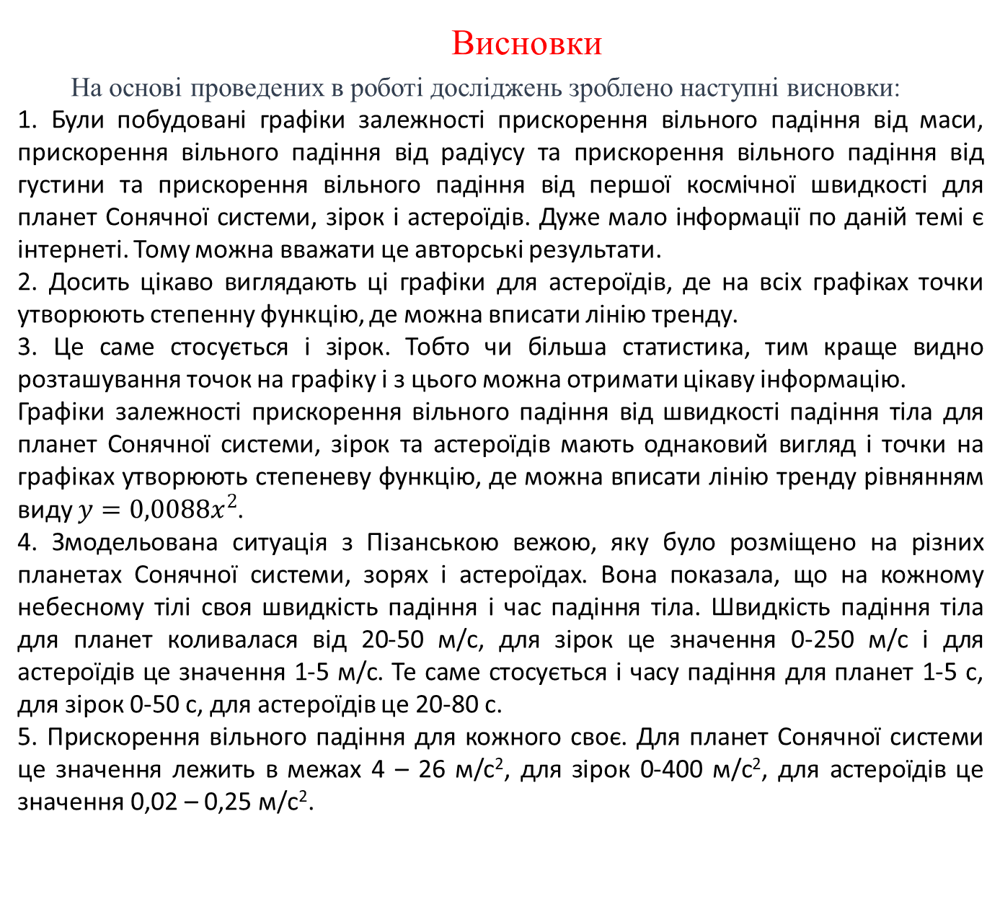 Висновки
На основі проведених в роботі досліджень зроблено наступні висновки:
1. Були побудовані графіки залежності прискорення вільного падіння від маси,
прискорення вільного падіння від радіусу та прискорення вільного падіння від
густини та прискорення вільного падіння від першої космічної швидкості для
планет Сонячної системи, зірок і астероїдів. Дуже мало інформації по даній темі є
інтернеті. Тому можна вважати це авторські результати.
2. Досить цікаво виглядають ці графіки для астероїдів, де на всіх графіках точки
утворюють степенну функцію, де можна вписати лінію тренду.
3. Це саме стосується і зірок. Тобто чи більша статистика, тим краще видно
розташування точок на графіку і з цього можна отримати цікаву інформацію.
Графіки залежності прискорення вільного падіння від швидкості падіння тіла для
планет Сонячної системи, зірок та астероїдів мають однаковий вигляд і точки на
графіках утворюють степеневу функцію, де можна вписати лінію тренду рівнянням
виду y = 0,0088x².
4. Змодельована ситуація з Пізанською вежою, яку було розміщено на різних
планетах Сонячної системи, зорях і астероїдах. Вона показала, що на кожному
небесному тілі своя швидкість падіння і час падіння тіла. Швидкість падіння тіла
для планет коливалася від 20-50 м/с, для зірок це значення 0-250 м/с і для
астероїдів це значення 1-5 м/с. Те саме стосується і часу падіння для планет 1-5 с,
для зірок 0-50 с, для астероїдів це 20-80 с.
5. Прискорення вільного падіння для кожного своє. Для планет Сонячної системи
це значення лежить в межах 4 – 26 м/с², для зірок 0-400 м/с², для астероїдів це
значення 0,02 – 0,25 м/с².